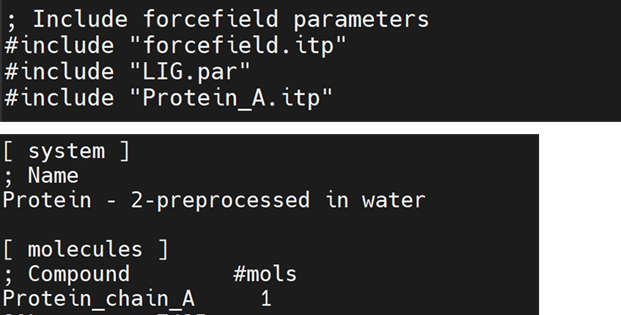 ; Include forcefield parameters
#include "forcefield.itp"
#include "LIG.par"
#include "Protein_A.itp"
[ system ]
; Name
Protein - 2-preprocessed in water
[ molecules ]
; Compound #mols
Protein_chain_A 1